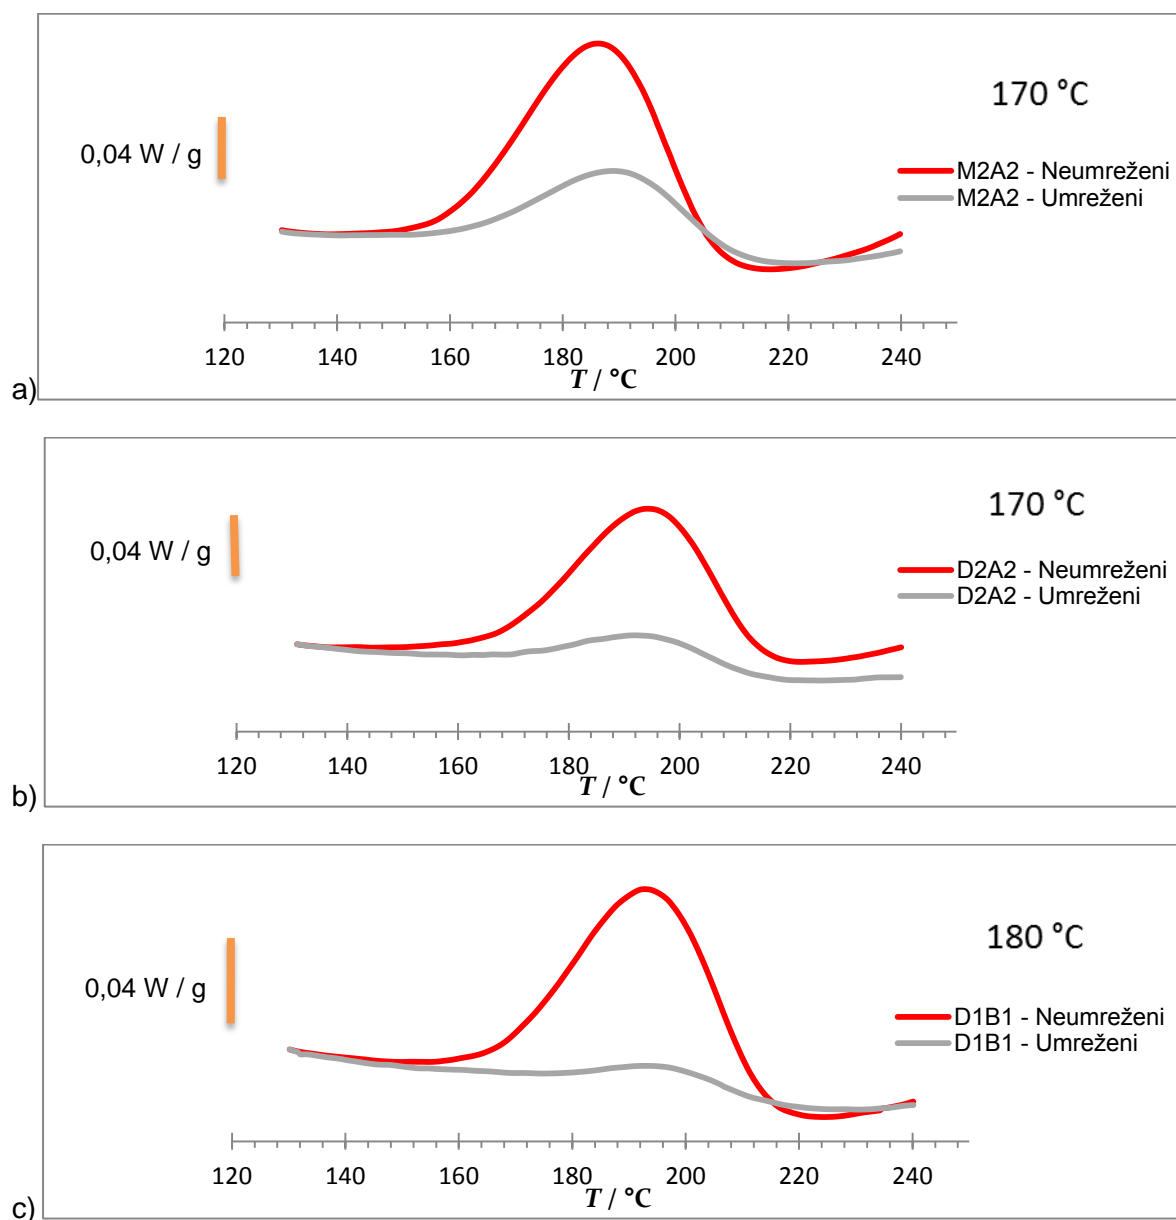 170 °C
0,04 W / g
M2A2 - Neumreženi
M2A2 - Umreženi
120 140 160 180 200 220 240
T / °C
a)
170 °C
0,04 W / g
D2A2 - Neumreženi
D2A2 - Umreženi
120 140 160 180 200 220 240
T / °C
b)
180 °C
0,04 W / g
D1B1 - Neumreženi
D1B1 - Umreženi
120 140 160 180 200 220 240
T / °C
c)